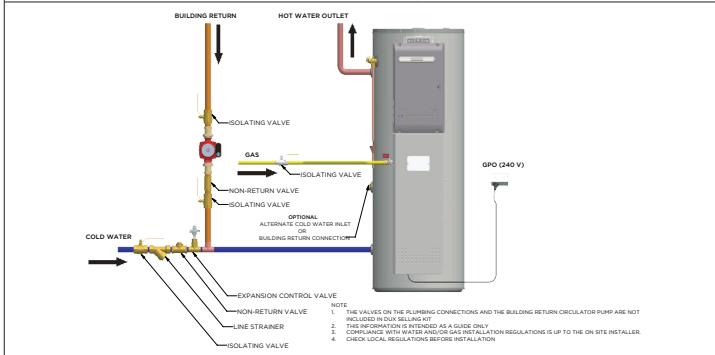 BUILDING RETURN
HOT WATER OUTLET
ISOLATING VALVE
GAS
ISOLATING VALVE
GPO (240 V)
NON-RETURN VALVE
ISOLATING VALVE
OPTIONAL
ALTERNATE COLD WATER INLET
OR
BUILDING RETURN CONNECTION
COLD WATER
EXPANSION CONTROL VALVE
NON-RETURN VALVE
LINE STRAINER
ISOLATING VALVE
NOTE
1. THE VALVES ON THE PLUMBING CONNECTIONS AND THE BUILDING RETURN CIRCULATOR PUMP ARE NOT
INCLUDED IN DUX SELLING KIT
2. THIS INFORMATION IS INTENDED AS A GUIDE ONLY
3. COMPLIANCE WITH WATER AND/OR GAS INSTALLATION REGULATIONS IS UP TO THE ON SITE INSTALLER.
4. CHECK LOCAL REGULATIONS BEFORE INSTALLATION